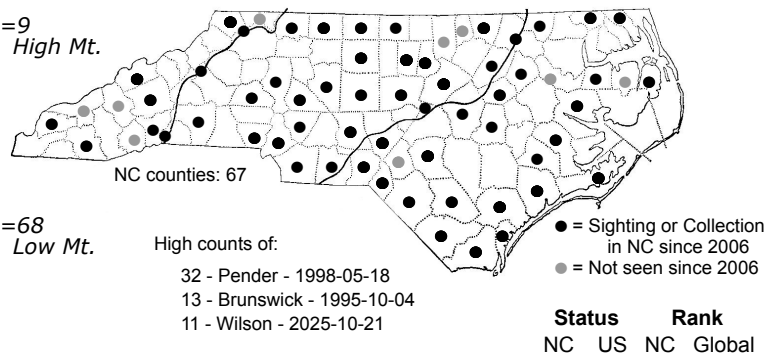 =9
High Mt.
NC counties: 67
=68
Low Mt.
High counts of:
32 - Pender - 1998-05-18
13 - Brunswick - 1995-10-04
11 - Wilson - 2025-10-21
= Sighting or Collection
in NC since 2006
= Not seen since 2006
Status Rank
NC US NC Global